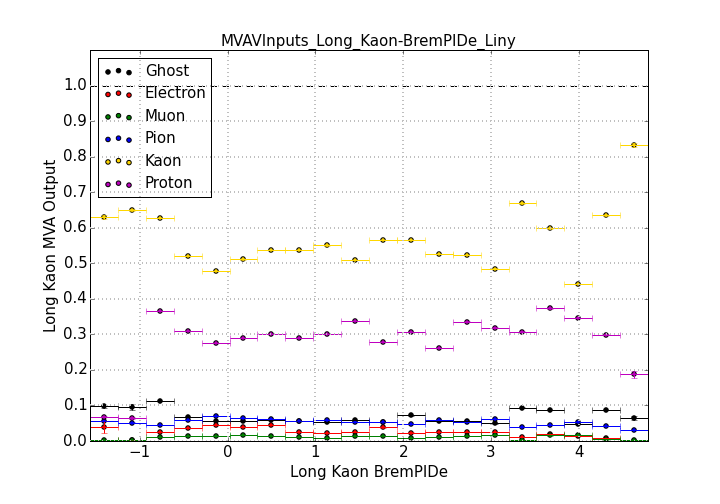 MVAVInputs_Long_Kaon-BremPIDe_Liny
Ghost
Electron
Muon
Pion
Kaon
Proton
Long Kaon MVA Output
1.0
0.9
0.8
0.7
0.6
0.5
0.4
0.3
0.2
0.1
0.0
−1 0 1 2 3 4
Long Kaon BremPIDe